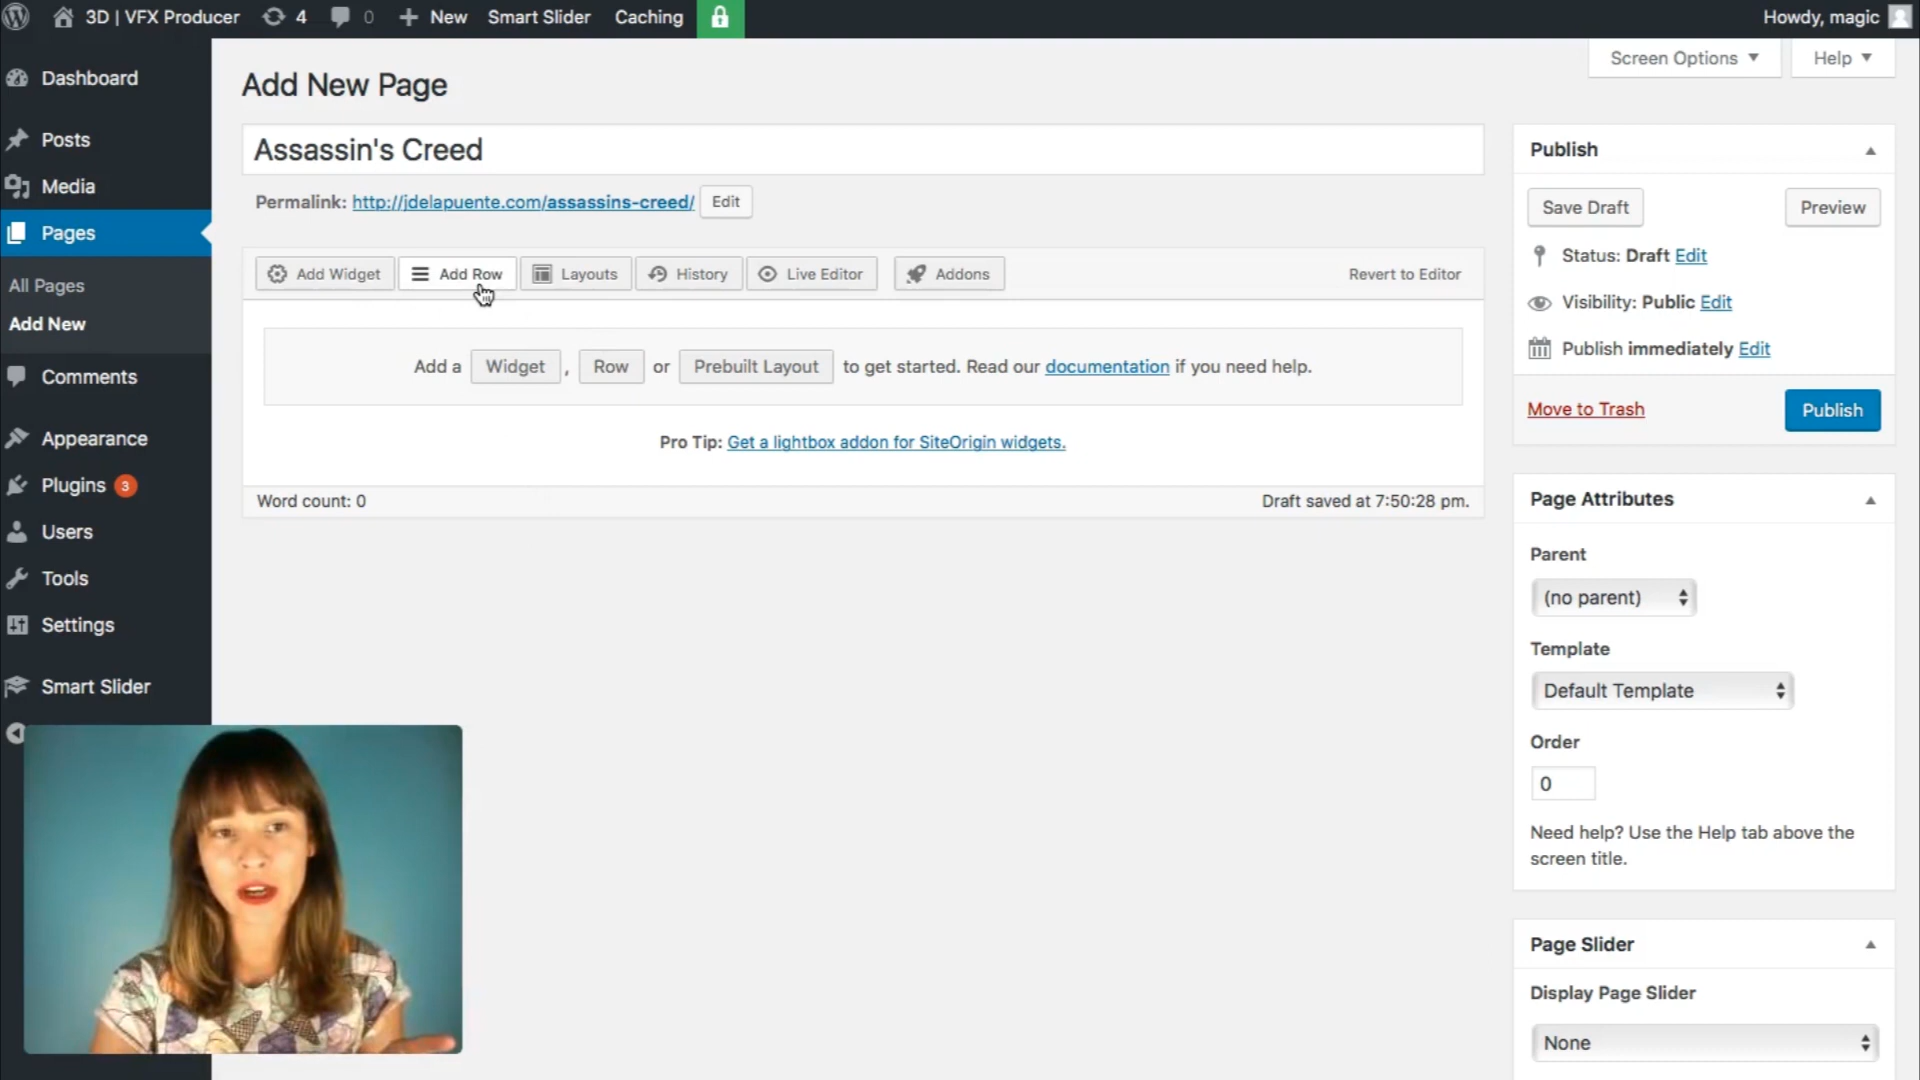 3D | VFX Producer 4 0 New Smart Slider Caching Howdy, magic
Screen Options Help
Dashboard
Posts
Media
Pages
All Pages
Add New
Comments
Appearance
Plugins 3
Users
Tools
Settings
Smart Slider
Add New Page
Assassin's Creed
Permalink: http://jdelapuente.com/assassins-creed/ Edit
Add Widget Add Row Layouts History Live Editor Addons Revert to Editor
Add a Widget , Row or Prebuilt Layout to get started. Read our documentation if you need help.
Pro Tip: Get a lightbox addon for SiteOrigin widgets.
Word count: 0 Draft saved at 7:50:28 pm.
Publish
Save Draft Preview
Status: Draft Edit
Visibility: Public Edit
Publish immediately Edit
Move to Trash Publish
Page Attributes
Parent
(no parent)
Template
Default Template
Order
0
Need help? Use the Help tab above the
screen title.
Page Slider
Display Page Slider
None